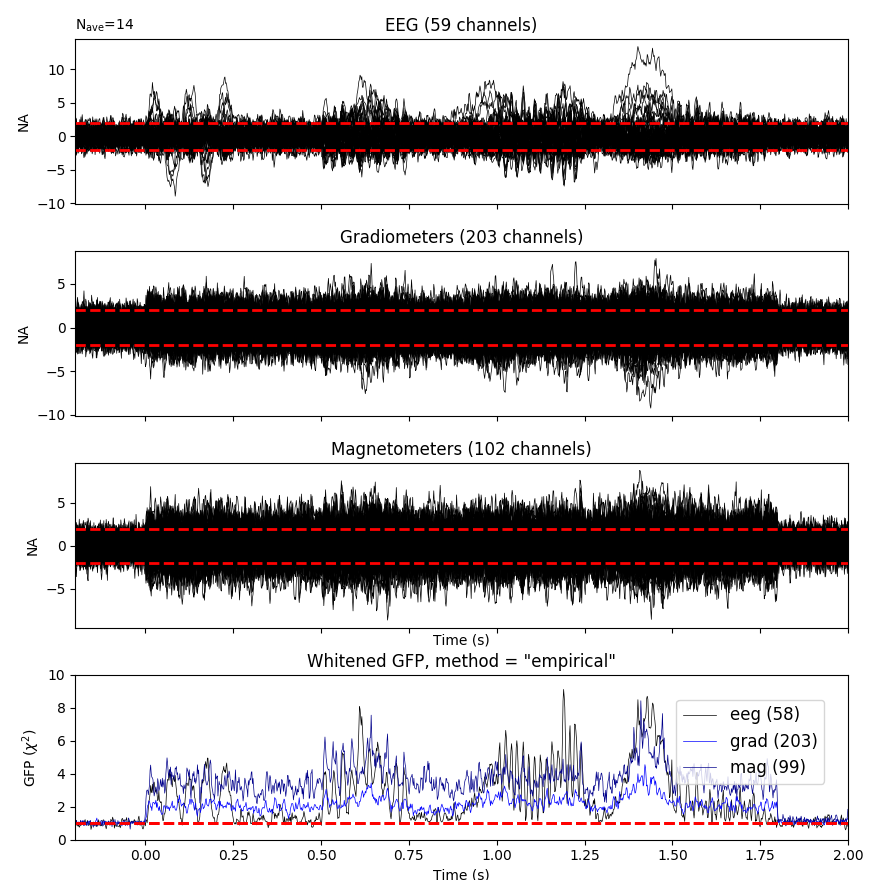 Nave=14
EEG (59 channels)
10
5
0
−5
−10
NA
Gradiometers (203 channels)
5
0
−5
−10
NA
Magnetometers (102 channels)
5
0
−5
NA
Time (s)
Whitened GFP, method = "empirical"
10
8
6
4
2
0
GFP (χ²)
eeg (58)
grad (203)
mag (99)
0.00 0.25 0.50 0.75 1.00 1.25 1.50 1.75 2.00
Time (s)